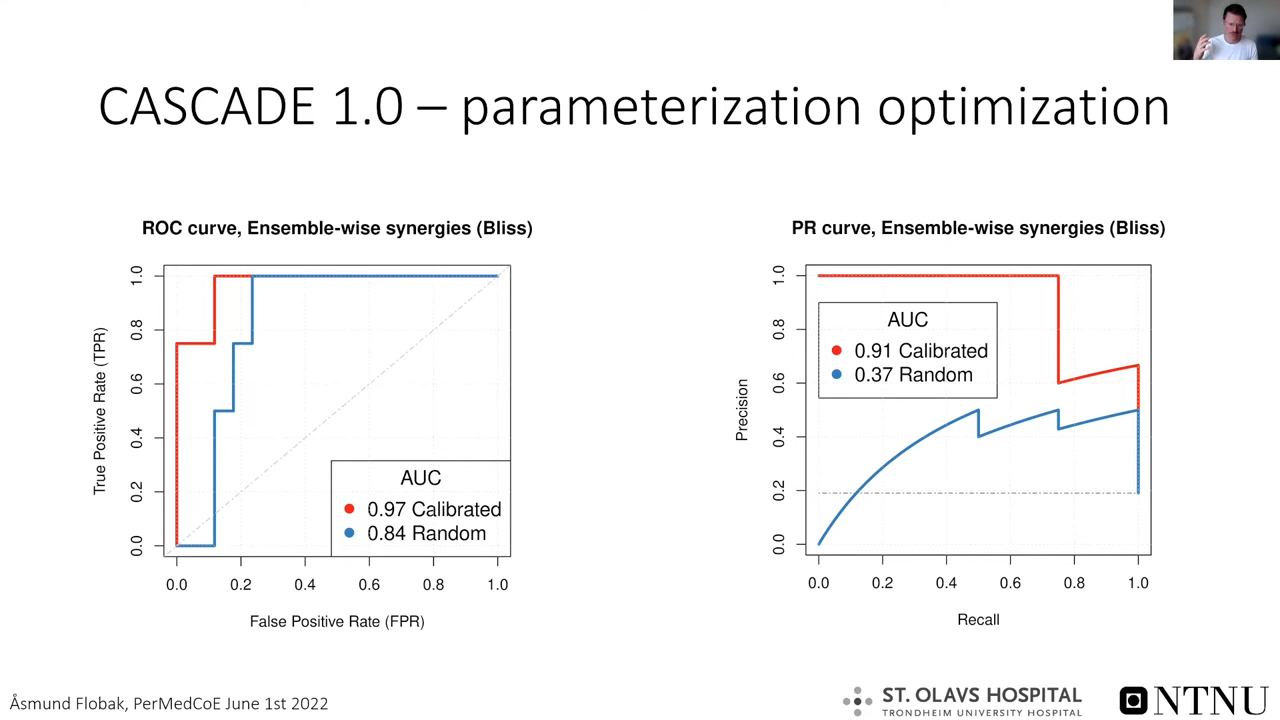 CASCADE 1.0 – parameterization optimization
ROC curve, Ensemble-wise synergies (Bliss)
True Positive Rate (TPR)
1.0
0.8
0.6
0.4
0.2
0.0
AUC
0.97 Calibrated
0.84 Random
0.0 0.2 0.4 0.6 0.8 1.0
False Positive Rate (FPR)
PR curve, Ensemble-wise synergies (Bliss)
Precision
1.0
0.8
0.6
0.4
0.2
0.0
AUC
0.91 Calibrated
0.37 Random
0.0 0.2 0.4 0.6 0.8 1.0
Recall
Åsmund Flobak, PerMedCoE June 1st 2022
ST. OLAVS HOSPITAL
TRONDHEIM UNIVERSITY HOSPITAL
NTNU